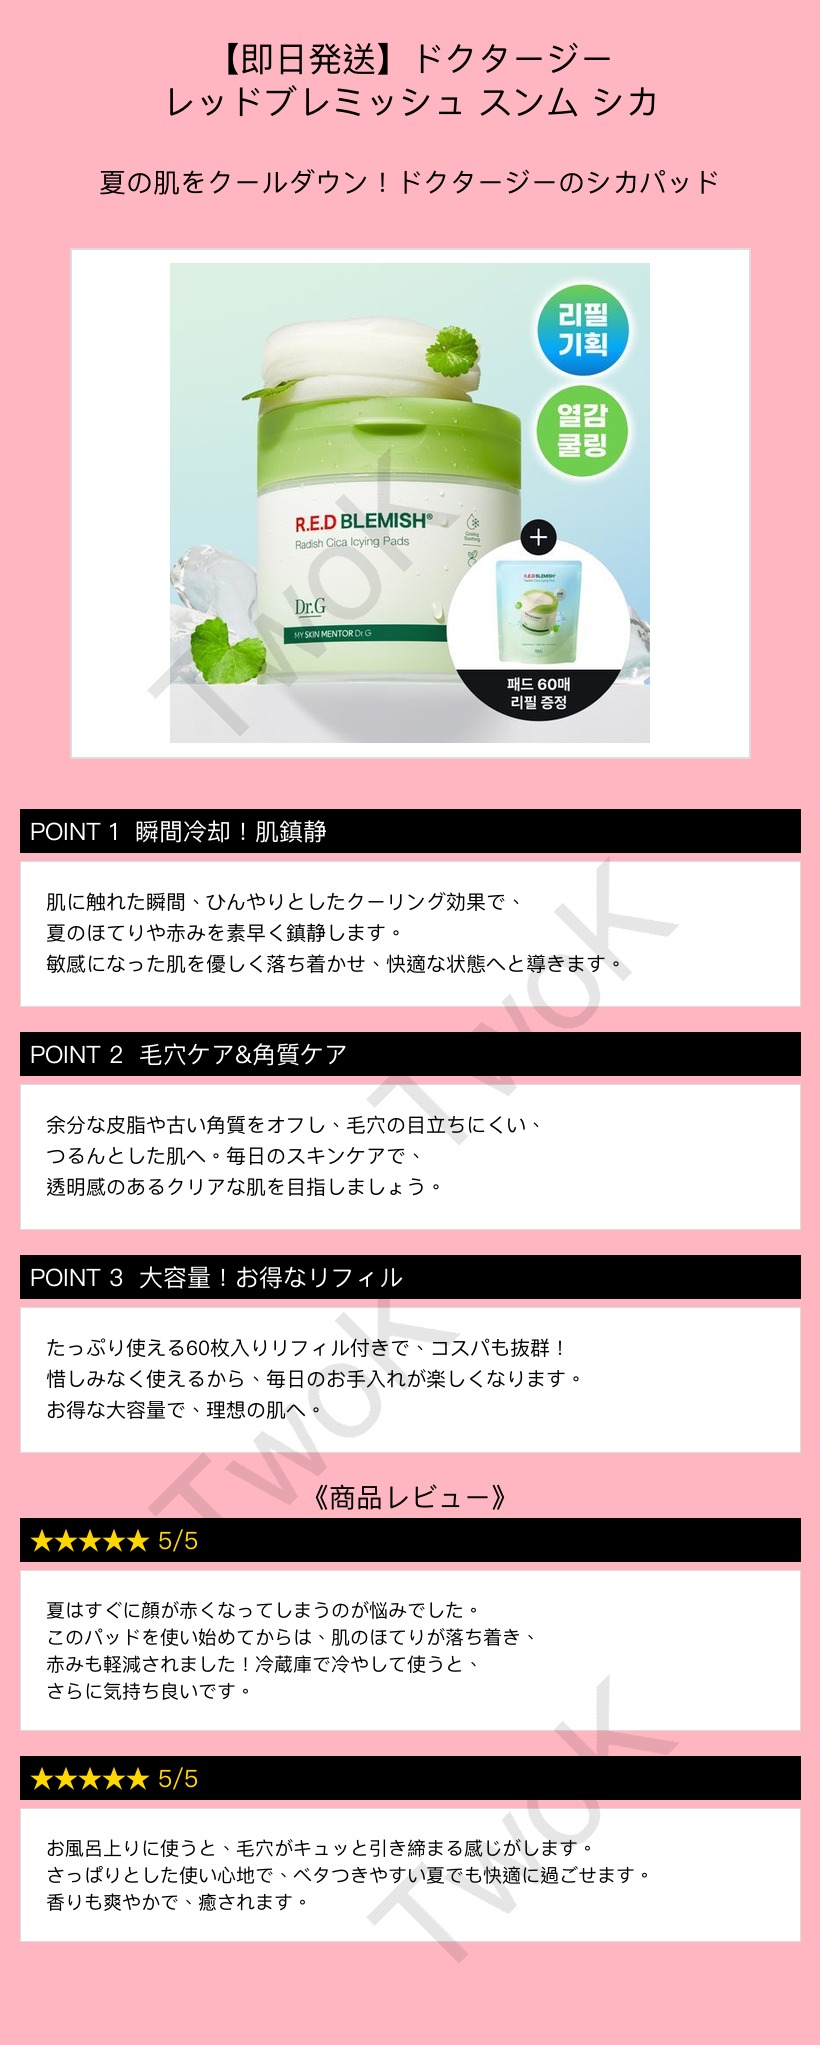 【即日発送】ドクタージー
レッドブレミッシュ スンム シカ
夏の肌をクールダウン！ドクタージーのシカパッド
리필
기획
열감
쿨링
R.E.D BLEMISH®
Radish Cica Icying Pads
Cooling
Soothing
Dr.G
MY SKIN MENTOR Dr.G
+
R.E.D BLEMISH
패드 60매
리필 증정
POINT 1 瞬間冷却！肌鎮静
肌に触れた瞬間、ひんやりとしたクーリング効果で、
夏のほてりや赤みを素早く鎮静します。
敏感になった肌を優しく落ち着かせ、快適な状態へと導きます。
POINT 2 毛穴ケア&角質ケア
余分な皮脂や古い角質をオフし、毛穴の目立ちにくい、
つるんとした肌へ。毎日のスキンケアで、
透明感のあるクリアな肌を目指しましょう。
POINT 3 大容量！お得なリフィル
たっぷり使える60枚入りリフィル付きで、コスパも抜群！
惜しみなく使えるから、毎日のお手入れが楽しくなります。
お得な大容量で、理想の肌へ。
《商品レビュー》
★★★★★ 5/5
夏はすぐに顔が赤くなってしまうのが悩みでした。
このパッドを使い始めてからは、肌のほてりが落ち着き、
赤みも軽減されました！冷蔵庫で冷やして使うと、
さらに気持ち良いです。
★★★★★ 5/5
お風呂上りに使うと、毛穴がキュッと引き締まる感じがします。
さっぱりとした使い心地で、ベタつきやすい夏でも快適に過ごせます。
香りも爽やかで、癒されます。
TwoK
TwoK
TwoK
TwoK